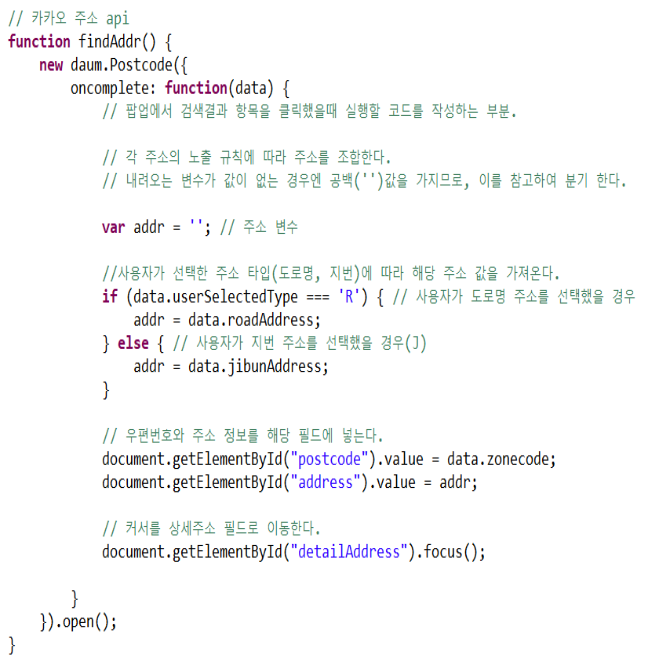 // 카카오 주소 api
function findAddr() {
    new daum.Postcode({
        oncomplete: function(data) {
            // 팝업에서 검색결과 항목을 클릭했을때 실행할 코드를 작성하는 부분.
            // 각 주소의 노출 규칙에 따라 주소를 조합한다.
            // 내려오는 변수가 값이 없는 경우엔 공백('')값을 가지므로, 이를 참고하여 분기 한다.
            var addr = ''; // 주소 변수
            //사용자가 선택한 주소 타입(도로명, 지번)에 따라 해당 주소 값을 가져온다.
            if (data.userSelectedType === 'R') { // 사용자가 도로명 주소를 선택했을 경우
                addr = data.roadAddress;
            } else { // 사용자가 지번 주소를 선택했을 경우(J)
                addr = data.jibunAddress;
            }
            // 우편번호와 주소 정보를 해당 필드에 넣는다.
            document.getElementById("postcode").value = data.zonecode;
            document.getElementById("address").value = addr;
            // 커서를 상세주소 필드로 이동한다.
            document.getElementById("detailAddress").focus();
        }
    }).open();
}